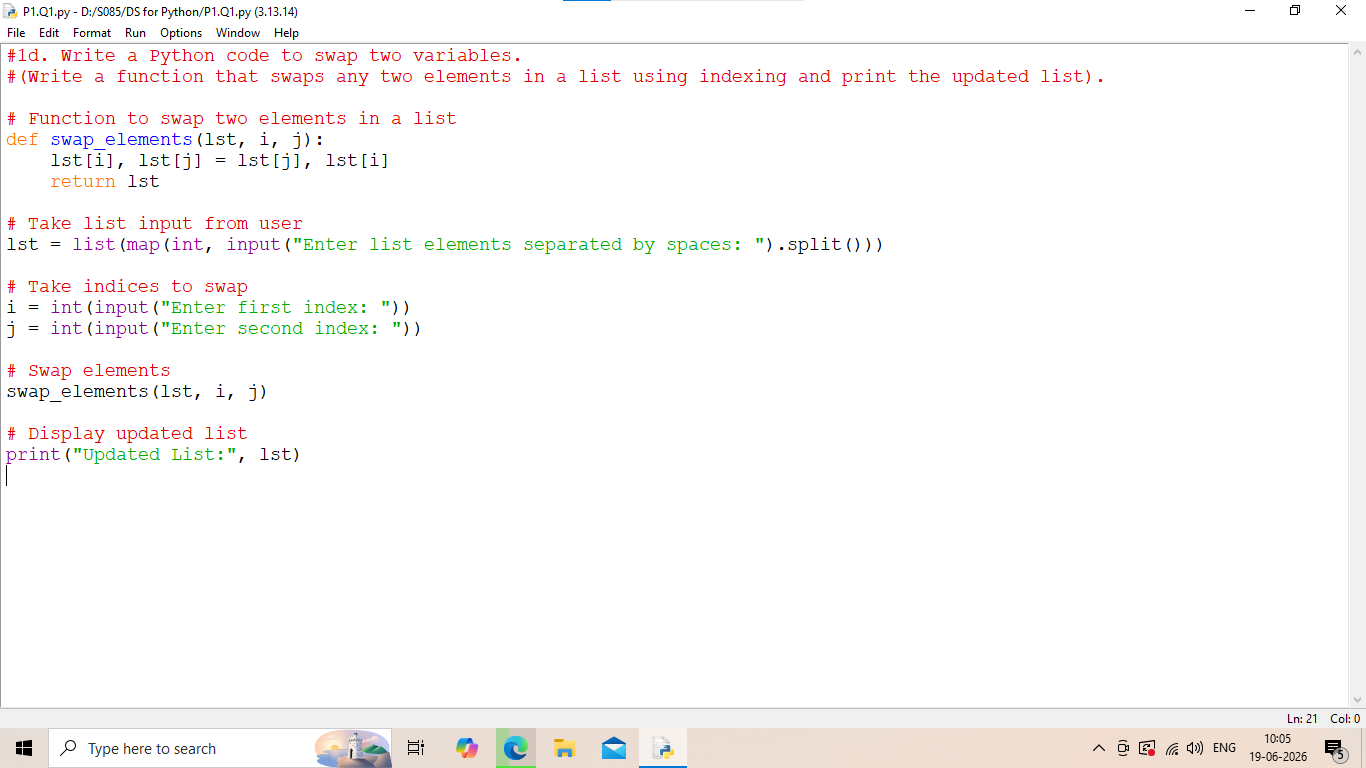 P1.Q1.py - D:/S085/DS for Python/P1.Q1.py (3.13.14)
File Edit Format Run Options Window Help
#1d. Write a Python code to swap two variables.
#(Write a function that swaps any two elements in a list using indexing and print the updated list).

# Function to swap two elements in a list
def swap_elements(lst, i, j):
    lst[i], lst[j] = lst[j], lst[i]
    return lst

# Take list input from user
lst = list(map(int, input("Enter list elements separated by spaces: ").split()))

# Take indices to swap
i = int(input("Enter first index: "))
j = int(input("Enter second index: "))

# Swap elements
swap_elements(lst, i, j)

# Display updated list
print("Updated List:", lst)
Ln: 21 Col: 0
Type here to search
ENG
10:05
19-06-2026
5